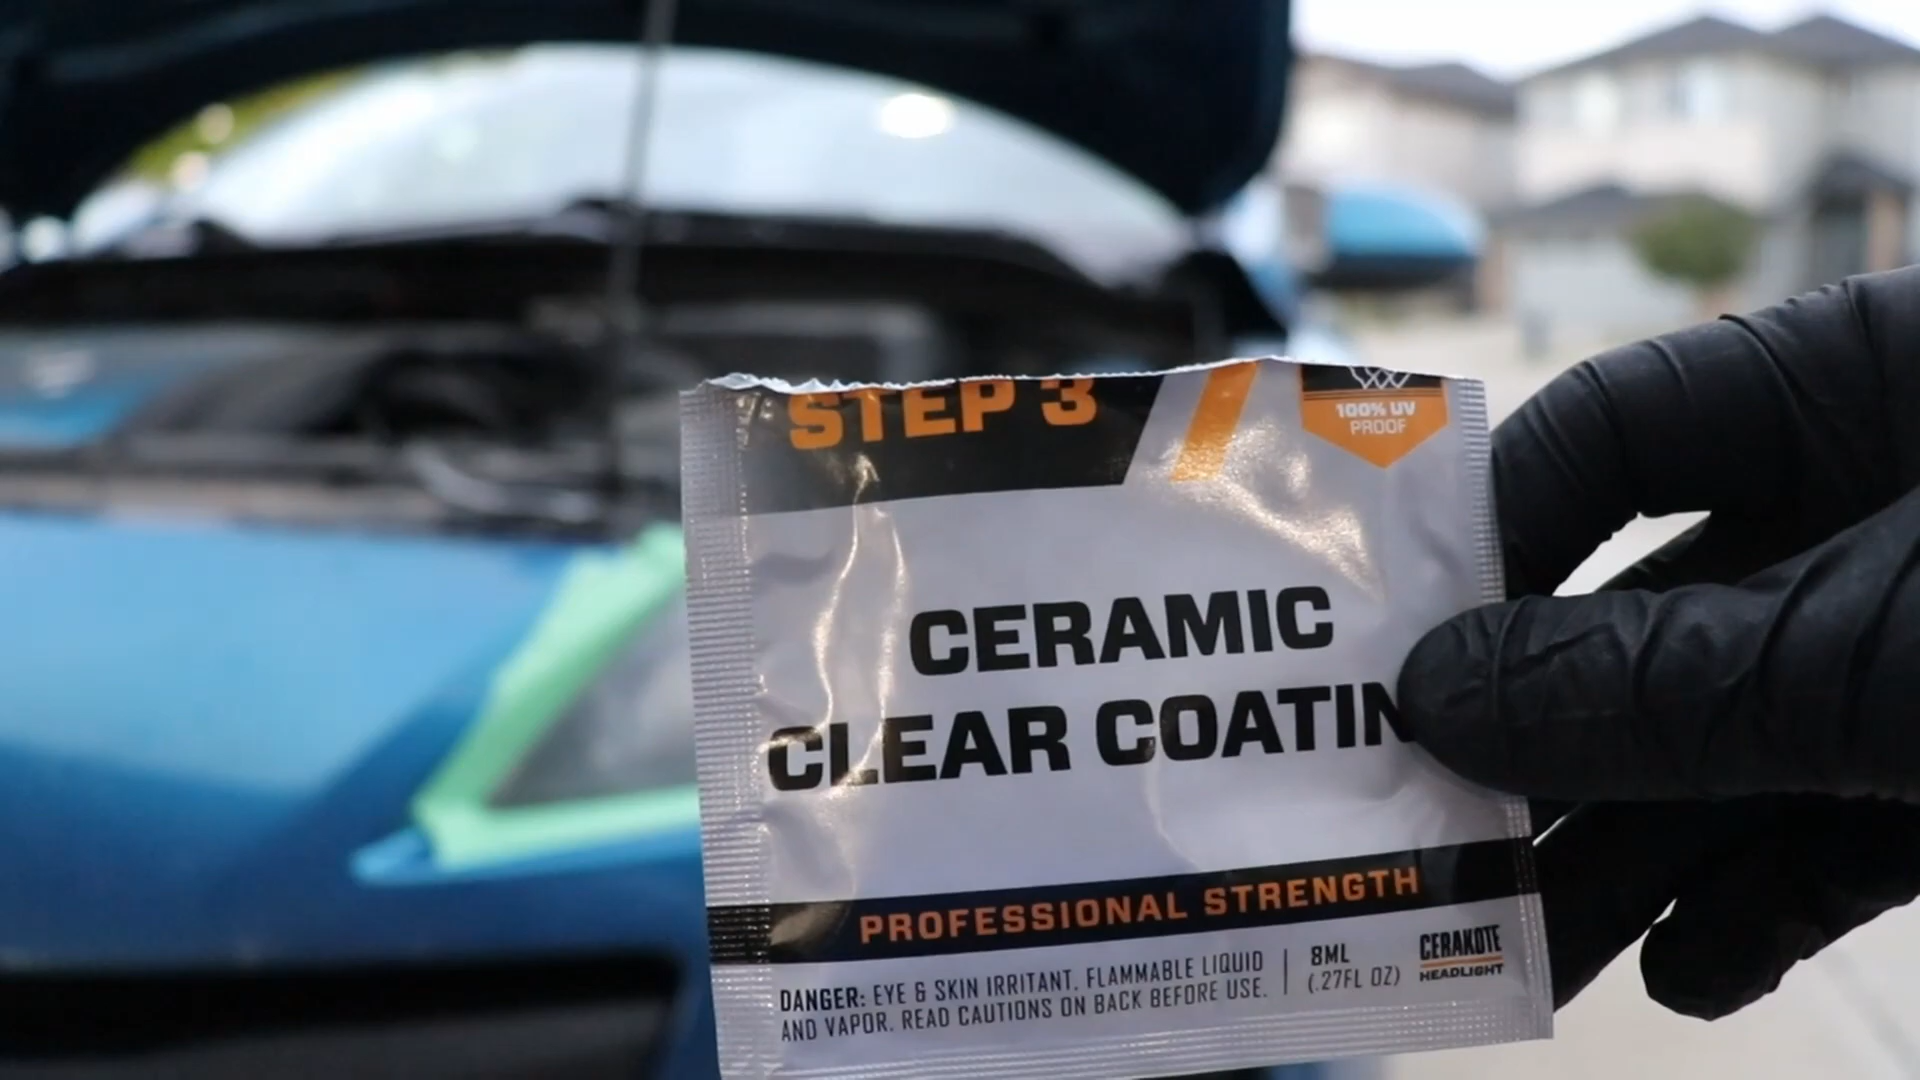 STEP 3
100% UV
PROOF
CERAMIC
CLEAR COATIN
PROFESSIONAL STRENGTH
DANGER: EYE & SKIN IRRITANT. FLAMMABLE LIQUID
AND VAPOR. READ CAUTIONS ON BACK BEFORE USE.
8ML
(.27FL OZ)
CERAKOTE
HEADLIGHT